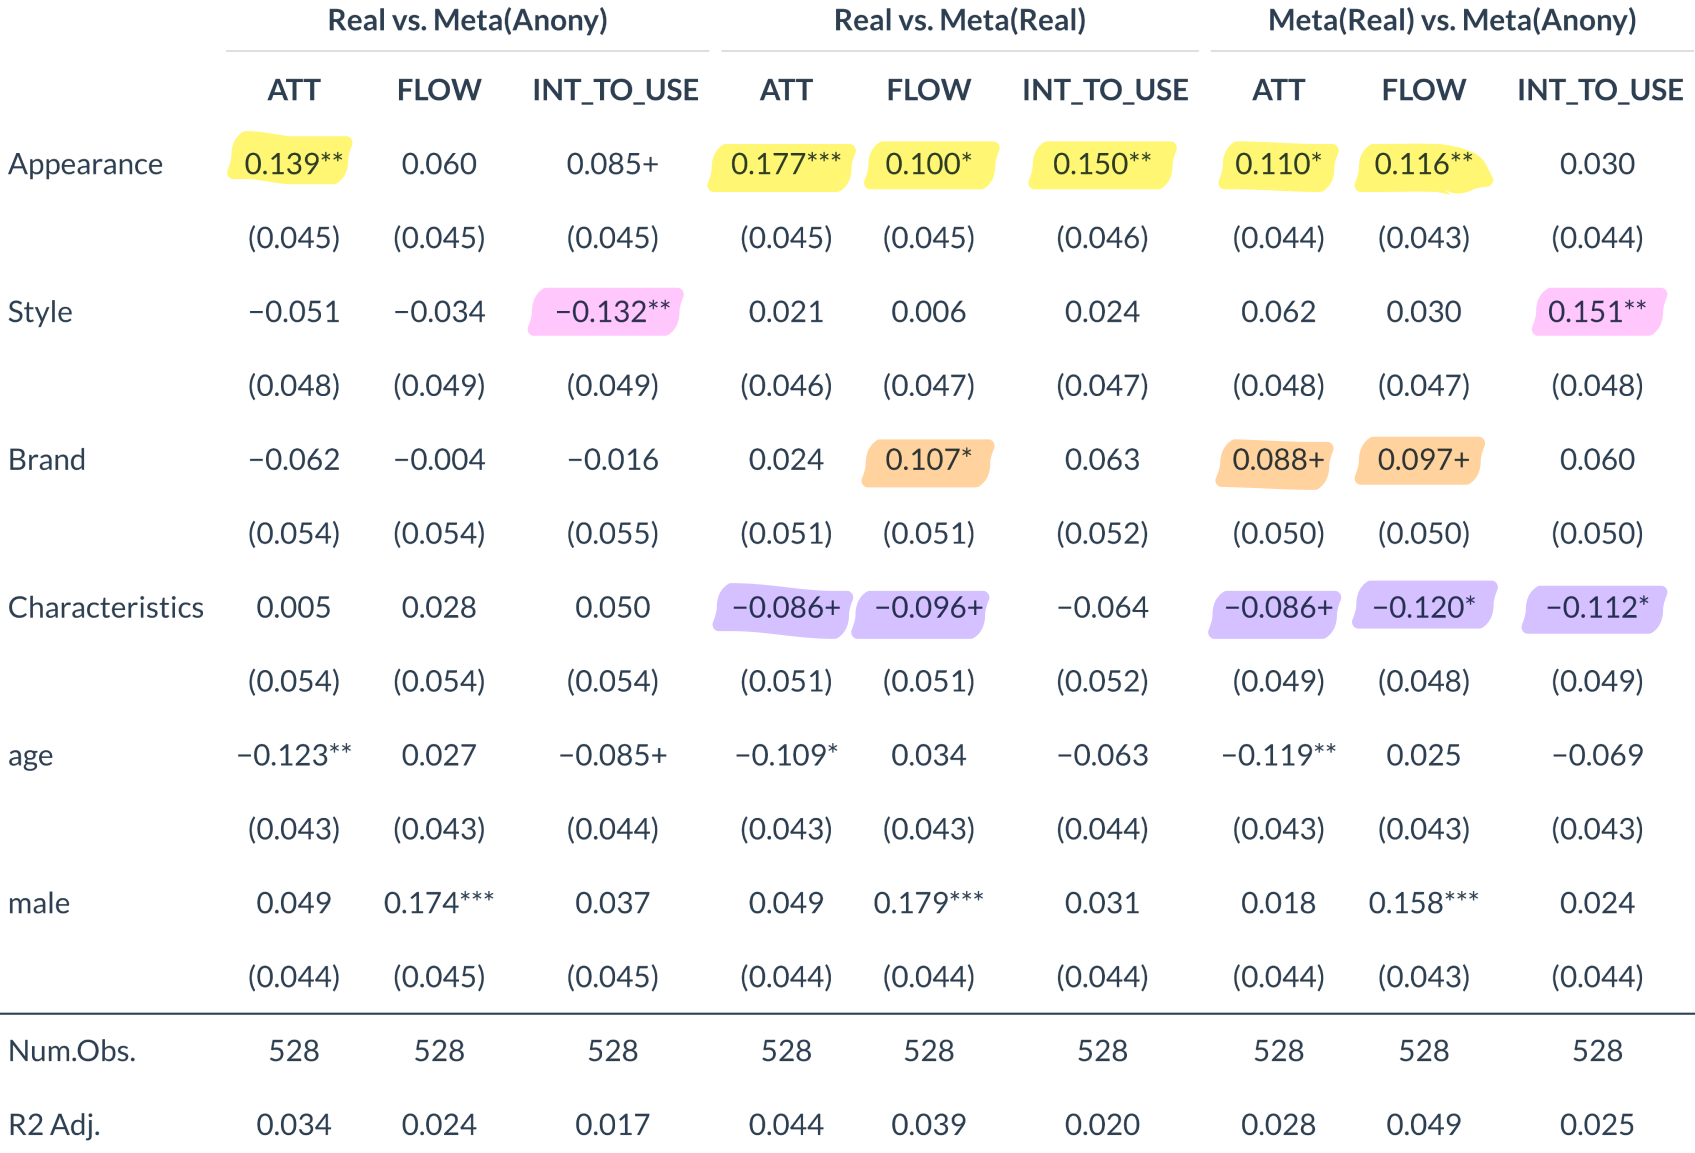 Real vs. Meta(Anony) Real vs. Meta(Real) Meta(Real) vs. Meta(Anony)
ATT FLOW INT_TO_USE ATT FLOW INT_TO_USE ATT FLOW INT_TO_USE
Appearance 0.139** 0.060 0.085+ 0.177*** 0.100* 0.150** 0.110* 0.116** 0.030
(0.045) (0.045) (0.045) (0.045) (0.045) (0.046) (0.044) (0.043) (0.044)
Style −0.051 −0.034 −0.132** 0.021 0.006 0.024 0.062 0.030 0.151**
(0.048) (0.049) (0.049) (0.046) (0.047) (0.047) (0.048) (0.047) (0.048)
Brand −0.062 −0.004 −0.016 0.024 0.107* 0.063 0.088+ 0.097+ 0.060
(0.054) (0.054) (0.055) (0.051) (0.051) (0.052) (0.050) (0.050) (0.050)
Characteristics 0.005 0.028 0.050 −0.086+ −0.096+ −0.064 −0.086+ −0.120* −0.112*
(0.054) (0.054) (0.054) (0.051) (0.051) (0.052) (0.049) (0.048) (0.049)
age −0.123** 0.027 −0.085+ −0.109* 0.034 −0.063 −0.119** 0.025 −0.069
(0.043) (0.043) (0.044) (0.043) (0.043) (0.044) (0.043) (0.043) (0.043)
male 0.049 0.174*** 0.037 0.049 0.179*** 0.031 0.018 0.158*** 0.024
(0.044) (0.045) (0.045) (0.044) (0.044) (0.044) (0.044) (0.043) (0.044)
Num.Obs. 528 528 528 528 528 528 528 528 528
R2 Adj. 0.034 0.024 0.017 0.044 0.039 0.020 0.028 0.049 0.025